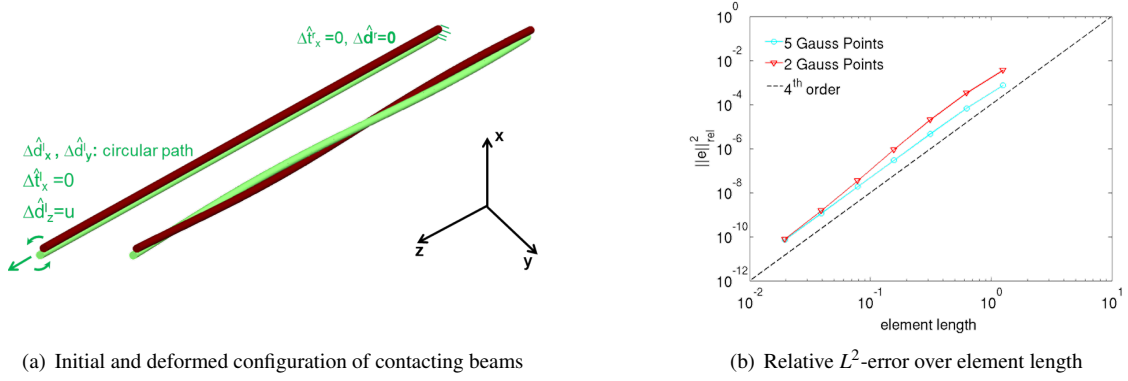 Δt̂ʳₓ=0, Δd̂ʳ=0
Δd̂ˡₓ, Δd̂ˡᵧ: circular path
Δt̂ˡₓ=0
Δd̂ˡ_z=u
x
z
y
10⁰
10⁻²
10⁻⁴
10⁻⁶
10⁻⁸
10⁻¹⁰
10⁻¹²
||e||²_rel
5 Gauss Points
2 Gauss Points
4ᵗʰ order
10⁻² 10⁻¹ 10⁰ 10¹
element length
(a) Initial and deformed configuration of contacting beams
(b) Relative L²-error over element length